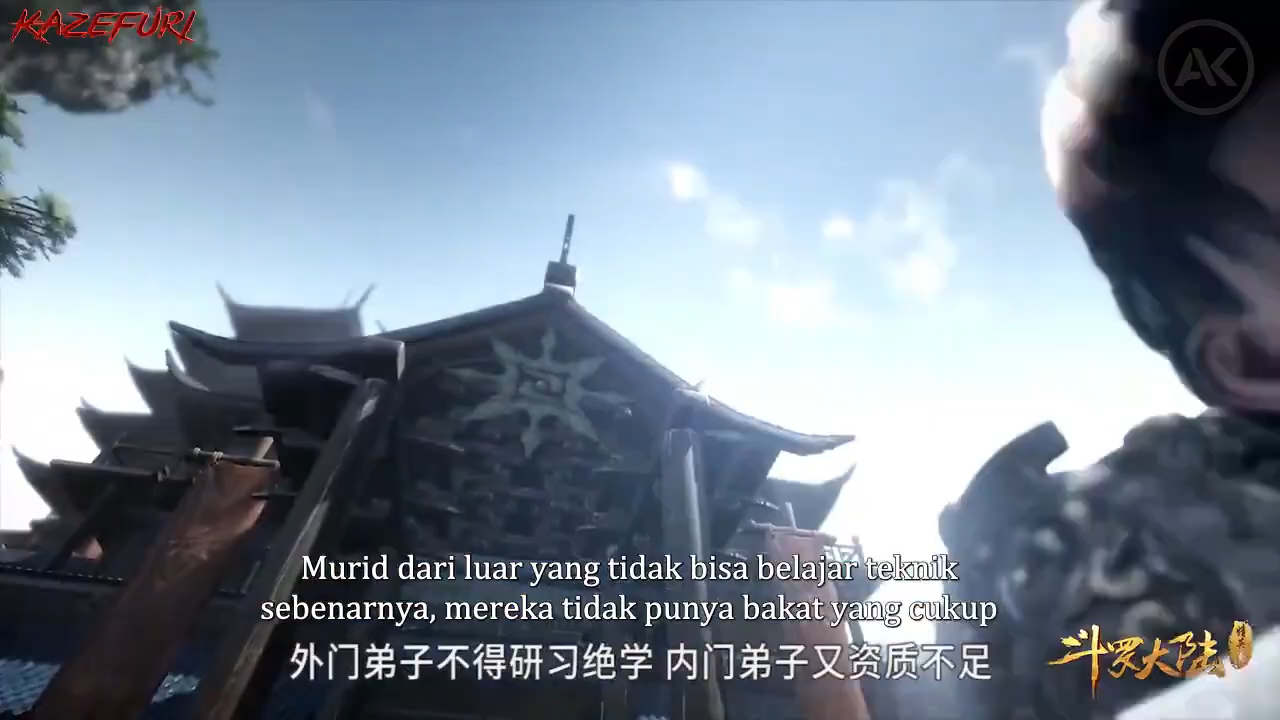 KAZEFURI
AK
Murid dari luar yang tidak bisa belajar teknik
sebenarnya, mereka tidak punya bakat yang cukup
外门弟子不得研习绝学 内门弟子又资质不足
斗罗大陆